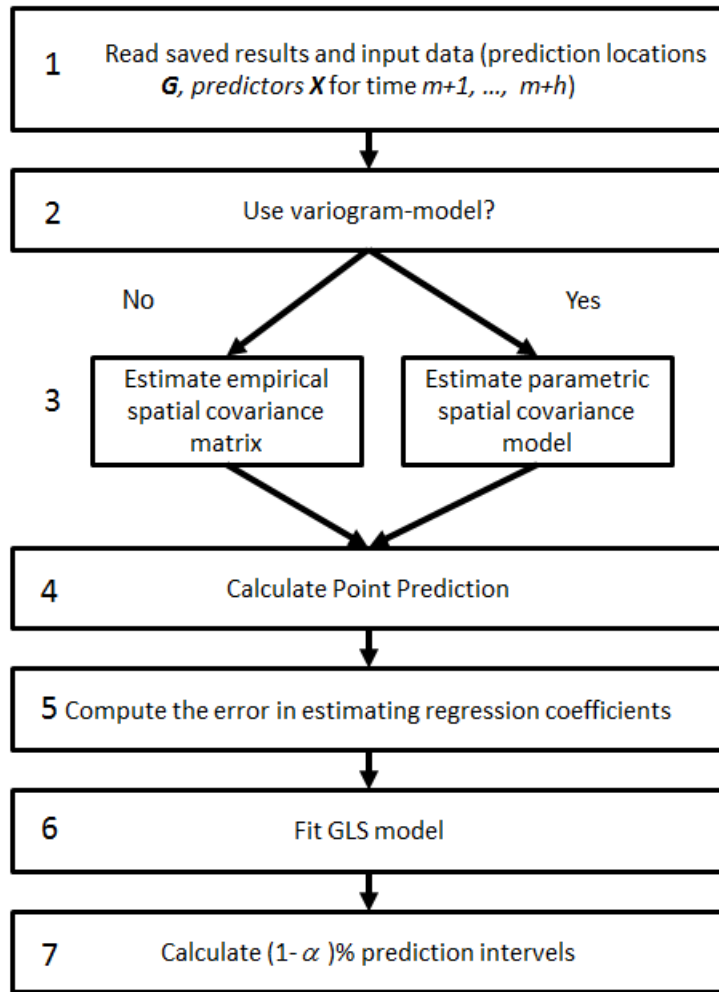 1
Read saved results and input data (prediction locations
G, predictors X for time m+1, …, m+h)
2
Use variogram-model?
No
Yes
3
Estimate empirical
spatial covariance
matrix
Estimate parametric
spatial covariance
model
4
Calculate Point Prediction
5 Compute the error in estimating regression coefficients
6
Fit GLS model
7
Calculate (1- α )% prediction intervels